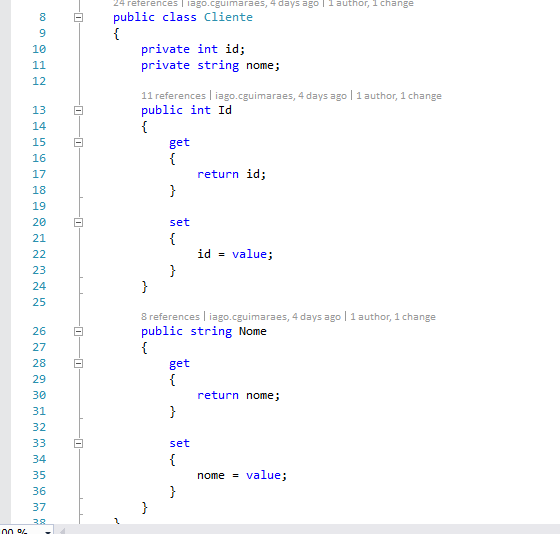 24 references | iago.cguimaraes, 4 days ago | 1 author, 1 change
8 public class Cliente
9 {
10 private int id;
11 private string nome;
12
11 references | iago.cguimaraes, 4 days ago | 1 author, 1 change
13 public int Id
14 {
15 get
16 {
17 return id;
18 }
19
20 set
21 {
22 id = value;
23 }
24 }
25
8 references | iago.cguimaraes, 4 days ago | 1 author, 1 change
26 public string Nome
27 {
28 get
29 {
30 return nome;
31 }
32
33 set
34 {
35 nome = value;
36 }
37 }
38 }
00 %